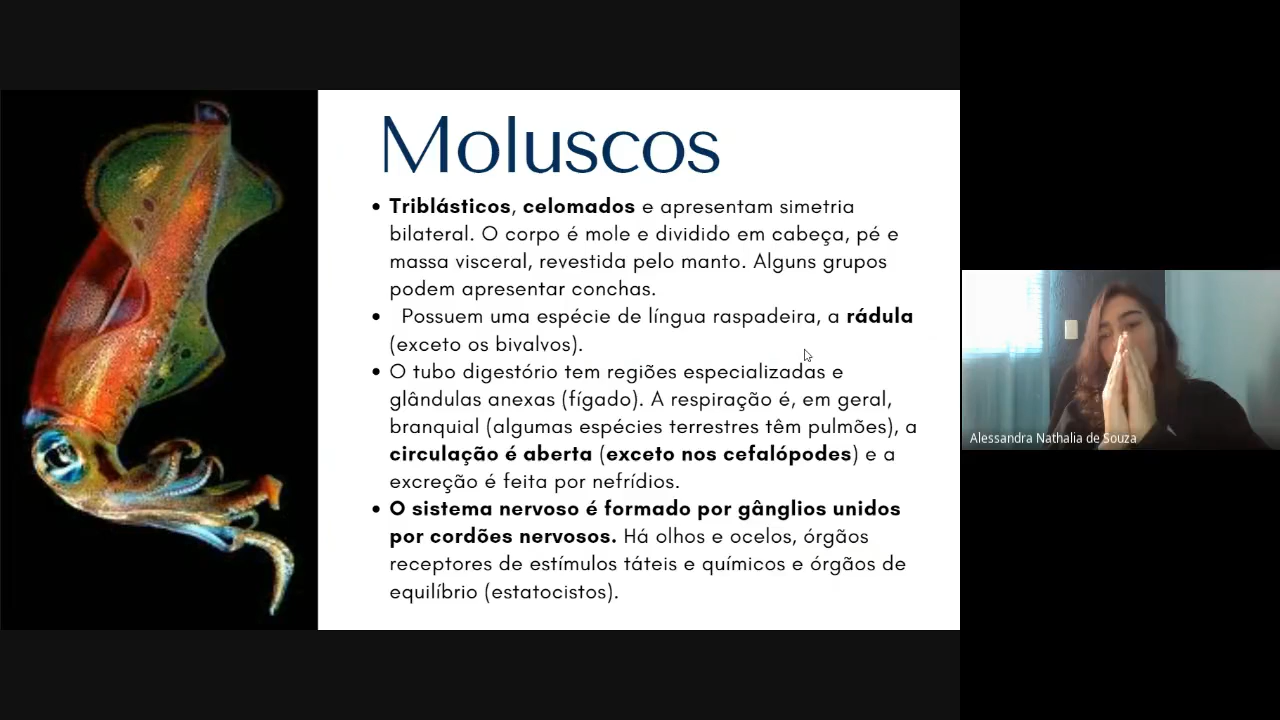 Moluscos
• Triblásticos, celomados e apresentam simetria
bilateral. O corpo é mole e dividido em cabeça, pé e
massa visceral, revestida pelo manto. Alguns grupos
podem apresentar conchas.
• Possuem uma espécie de língua raspadeira, a rádula
(exceto os bivalvos).
• O tubo digestório tem regiões especializadas e
glândulas anexas (fígado). A respiração é, em geral,
branquial (algumas espécies terrestres têm pulmões), a
circulação é aberta (exceto nos cefalópodes) e a
excreção é feita por nefrídios.
• O sistema nervoso é formado por gânglios unidos
por cordões nervosos. Há olhos e ocelos, órgãos
receptores de estímulos táteis e químicos e órgãos de
equilíbrio (estatocistos).
Alessandra Nathalia de Souza